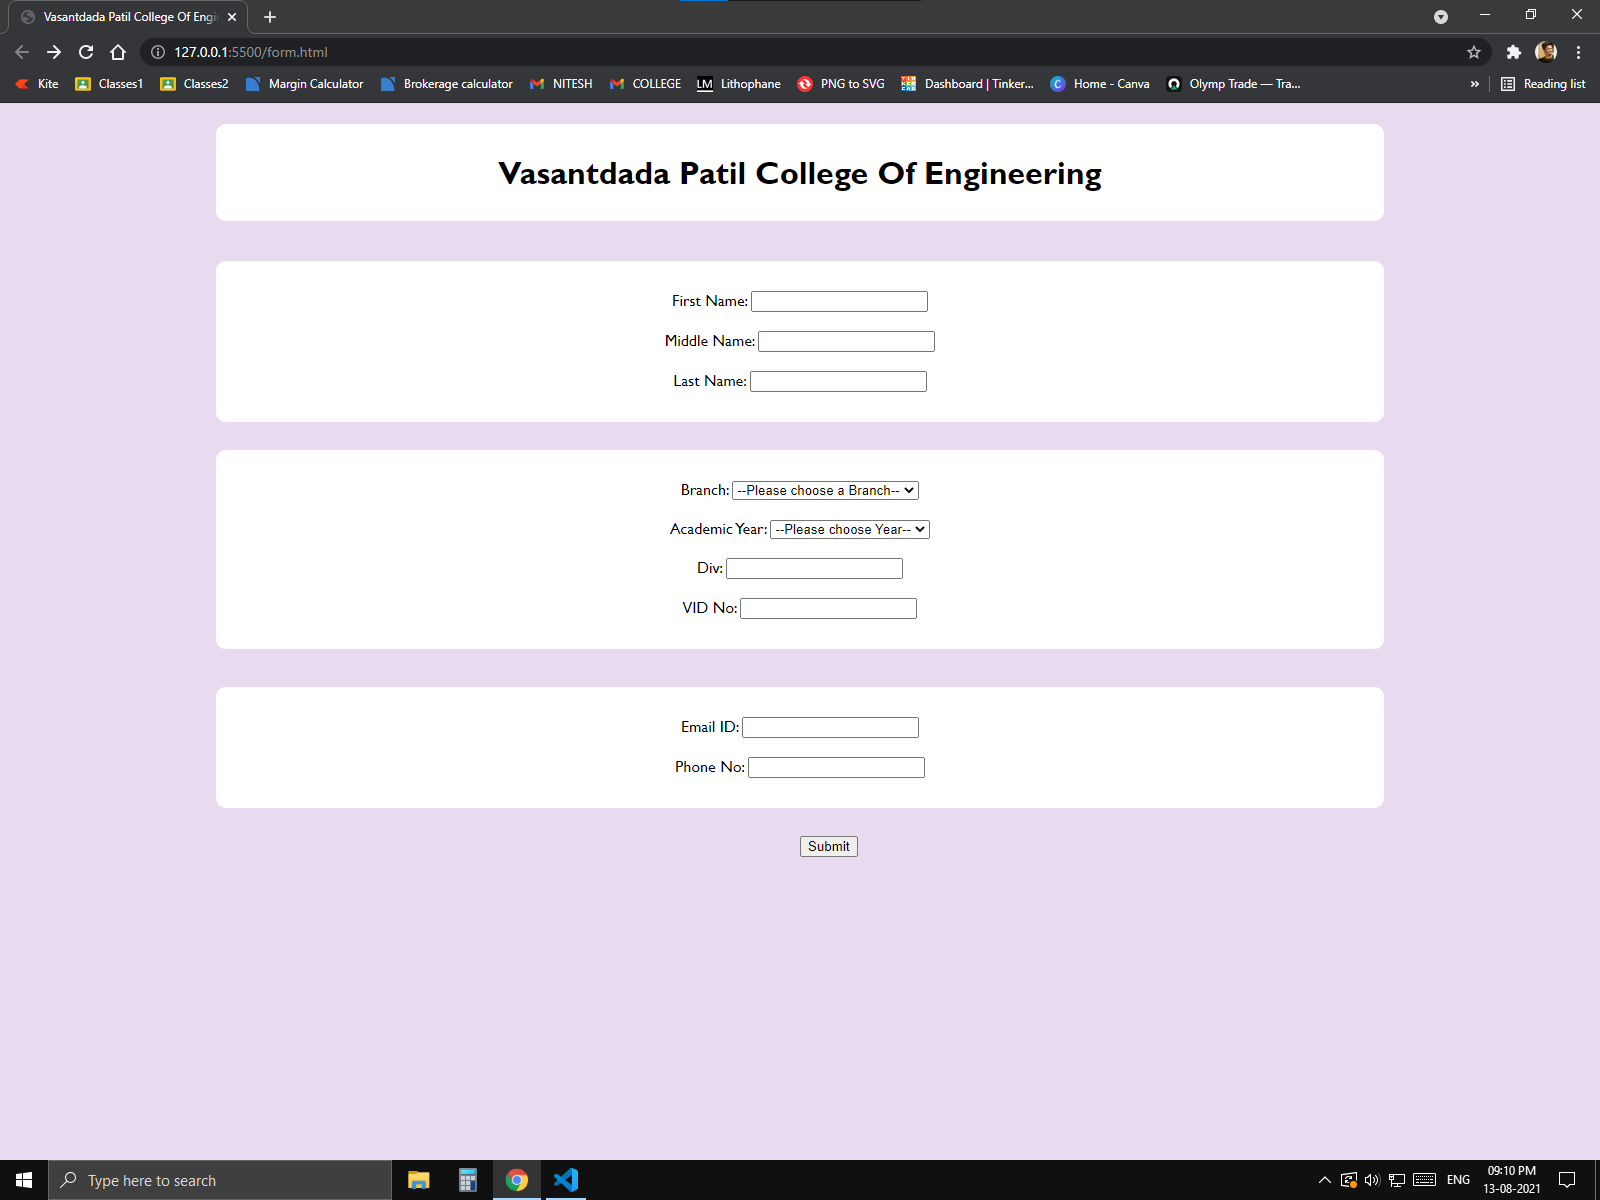 Vasantdada Patil College Of Engi
127.0.0.1:5500/form.html
Kite Classes1 Classes2 Margin Calculator Brokerage calculator NITESH COLLEGE LM Lithophane PNG to SVG Dashboard | Tinker... Home - Canva Olymp Trade — Tra... » Reading list
Vasantdada Patil College Of Engineering
First Name:
Middle Name:
Last Name:
Branch: --Please choose a Branch--
Academic Year: --Please choose Year--
Div:
VID No:
Email ID:
Phone No:
Submit
Type here to search
ENG
09:10 PM
13-08-2021